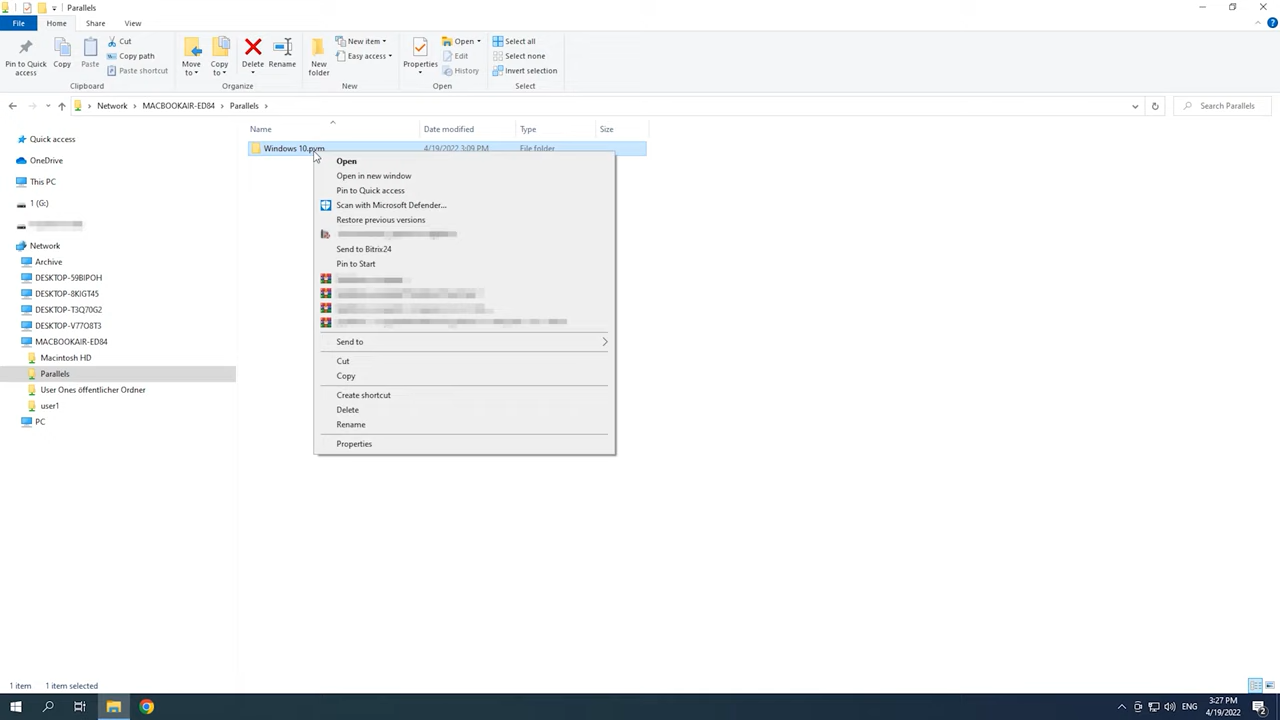 Parallels
File
Home
Share
View
Pin to Quick access
Copy
Paste
Cut
Copy path
Paste shortcut
Clipboard
Move to
Copy to
Delete
Rename
Organize
New folder
New item
Easy access
New
Properties
Open
Edit
History
Open
Select all
Select none
Invert selection
Select
Network
MACBOOKAIR-ED84
Parallels
Search Parallels
Quick access
OneDrive
This PC
1 (G:)
Network
Archive
DESKTOP-59BIPOH
DESKTOP-8KIGT45
DESKTOP-T3Q70G2
DESKTOP-V77O8T3
MACBOOKAIR-ED84
Macintosh HD
Parallels
User Ones öffentlicher Ordner
user1
PC
Name
Date modified
Type
Size
Windows 10.pvm
4/19/2022 3:09 PM
File folder
Open
Open in new window
Pin to Quick access
Scan with Microsoft Defender...
Restore previous versions
Send to Bitrix24
Pin to Start
Send to
Cut
Copy
Create shortcut
Delete
Rename
Properties
1 item
1 item selected
ENG
3:27 PM
4/19/2022
2